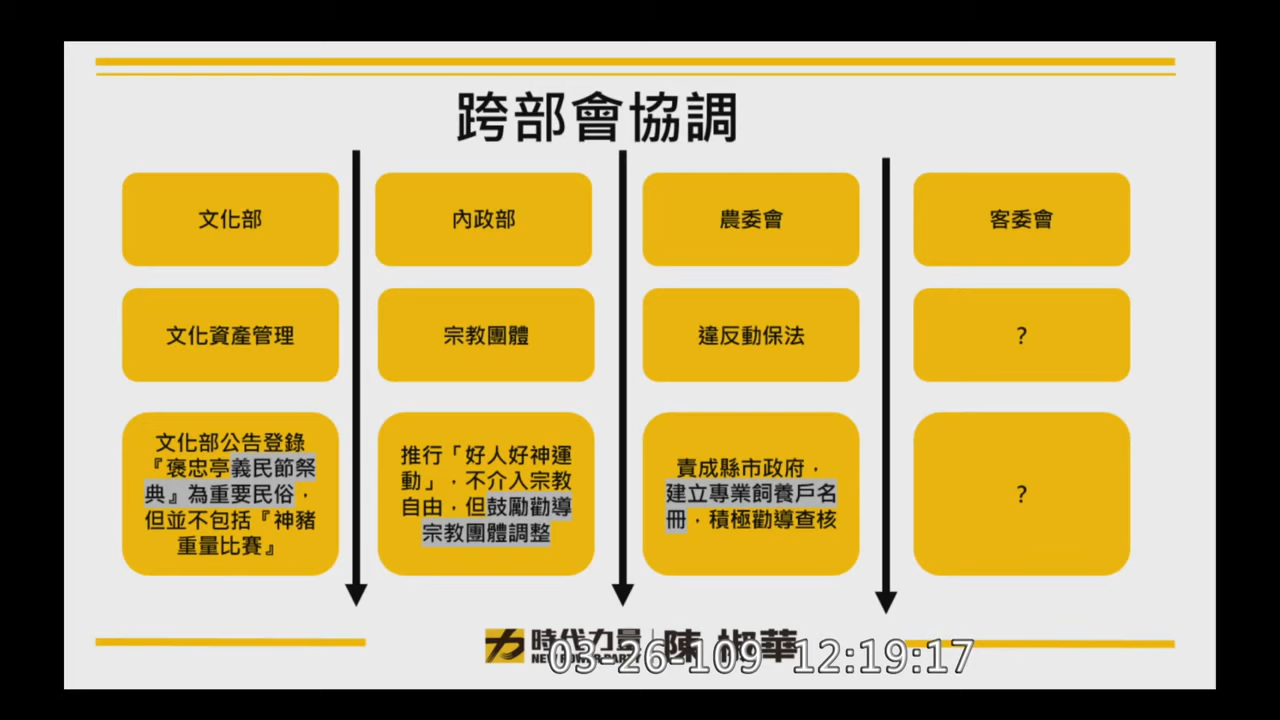 跨部會協調
文化部
內政部
農委會
客委會
文化資產管理
宗教團體
違反動保法
?
文化部公告登錄
『褒忠亭義民節祭
典』為重要民俗，
但並不包括『神豬
重量比賽』
推行「好人好神運
動」，不介入宗教
自由，但鼓勵勸導
宗教團體調整
責成縣市政府，
建立專業飼養戶名
冊，積極勸導查核
?
時代力量
NEW POWER PARTY
陳椒華
03-26-109 12:19:17